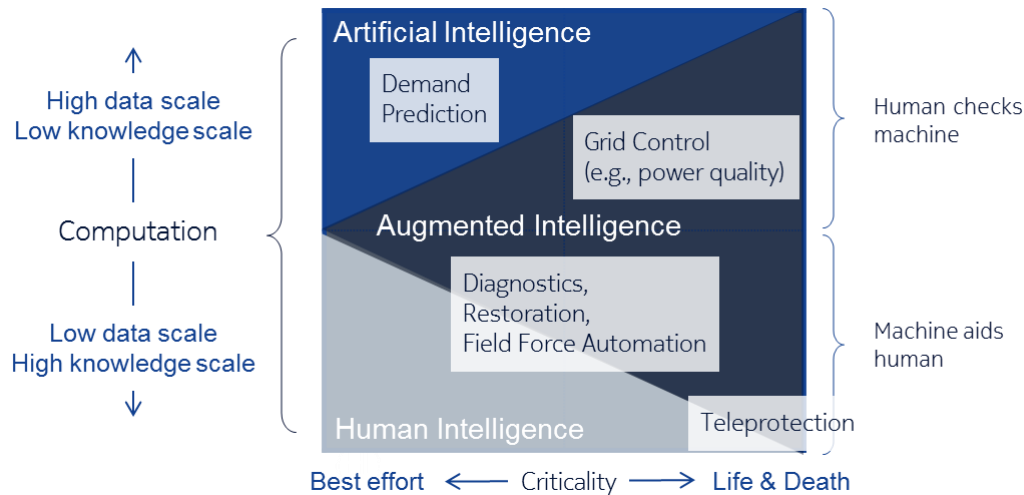 Artificial Intelligence
Demand
Prediction
High data scale
Low knowledge scale
Human checks
machine
Grid Control
(e.g., power quality)
Computation
Augmented Intelligence
Diagnostics,
Restoration,
Field Force Automation
Low data scale
High knowledge scale
Machine aids
human
Teleprotection
Human Intelligence
Best effort
Criticality
Life & Death